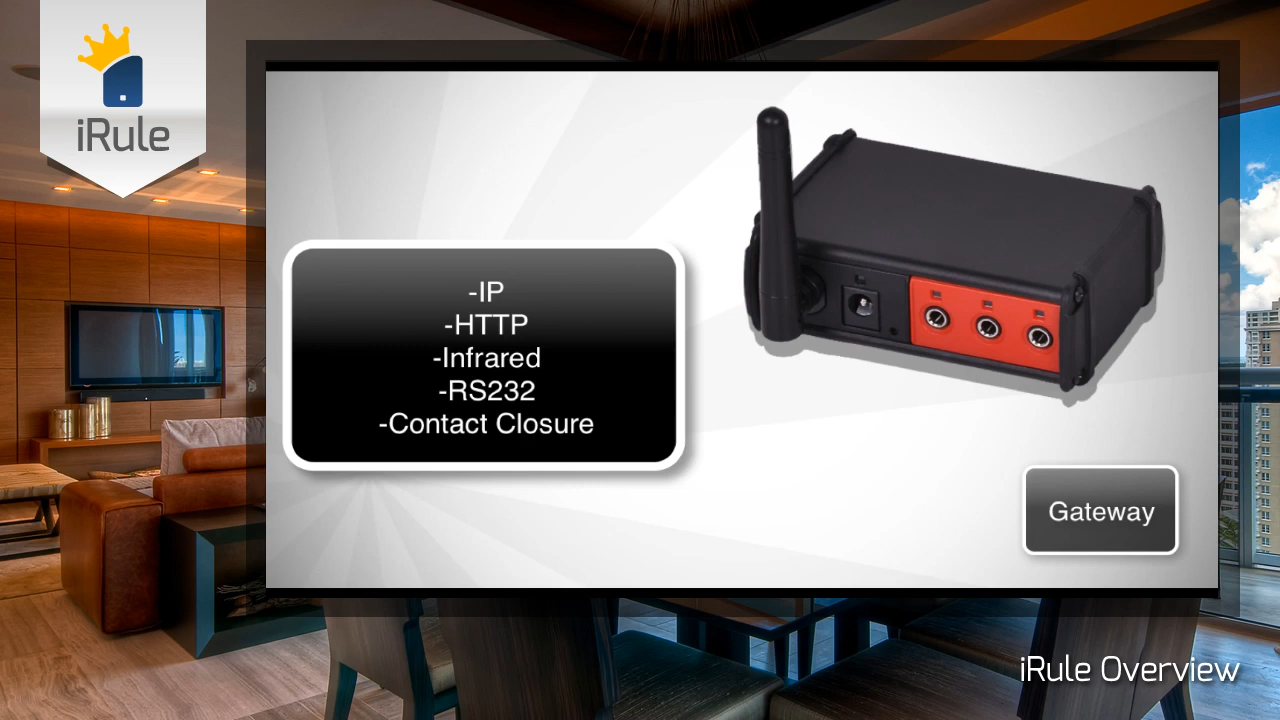 iRule
-IP
-HTTP
-Infrared
-RS232
-Contact Closure
Gateway
iRule Overview